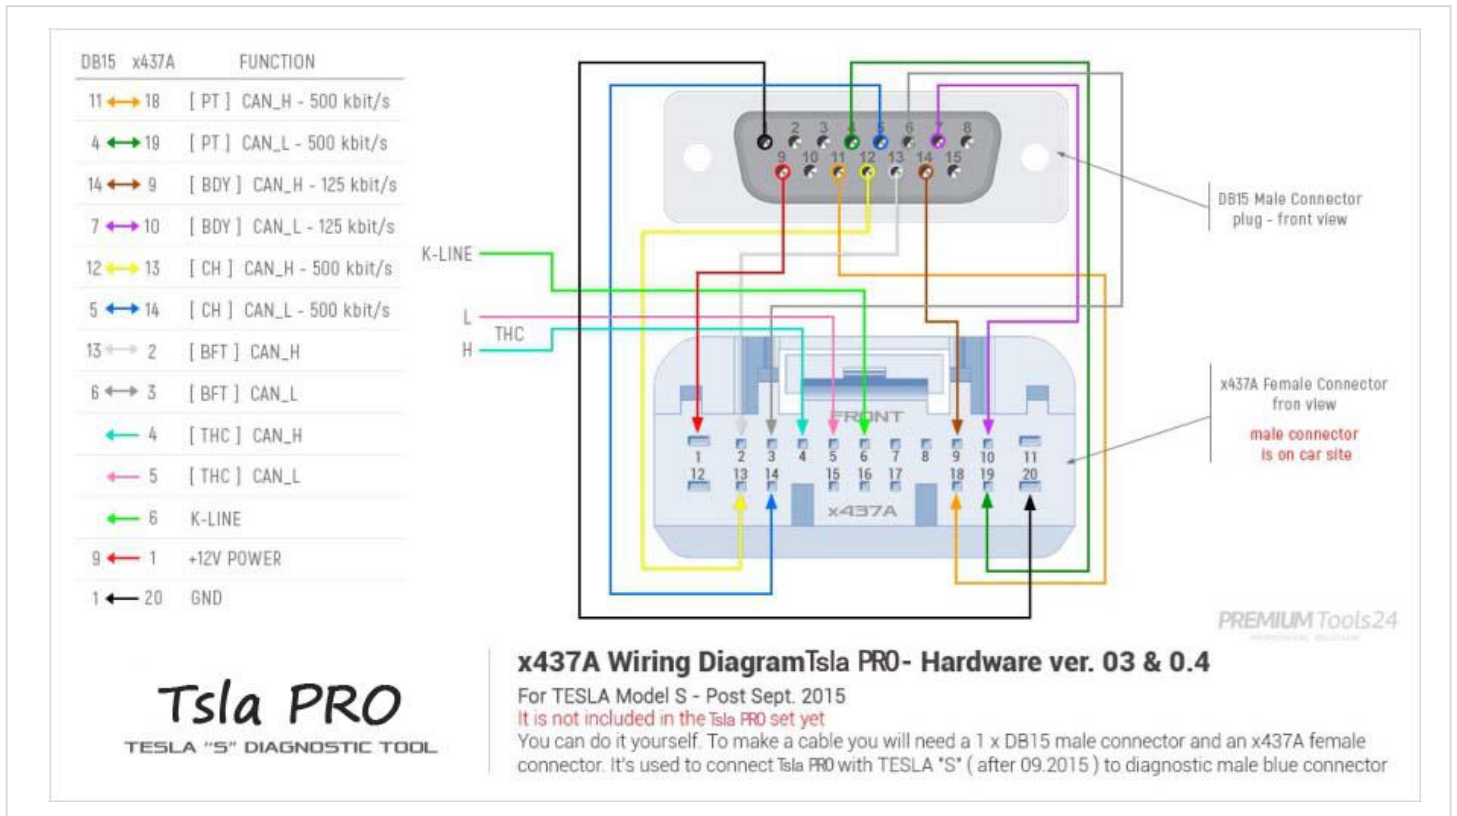 DB15 x437A FUNCTION
11 18 [ PT ] CAN_H - 500 kbit/s
4 19 [ PT ] CAN_L - 500 kbit/s
14 9 [ BDY ] CAN_H - 125 kbit/s
7 10 [ BDY ] CAN_L - 125 kbit/s
12 13 [ CH ] CAN_H - 500 kbit/s
5 14 [ CH ] CAN_L - 500 kbit/s
13 2 [ BFT ] CAN_H
6 3 [ BFT ] CAN_L
4 [ THC ] CAN_H
5 [ THC ] CAN_L
6 K-LINE
9 1 +12V POWER
1 20 GND
K-LINE
L
THC
H
1 2 3 4 5 6 7 8
9 10 11 12 13 14 15
DB15 Male Connector
plug - front view
FRONT
1 2 3 4 5 6 7 8 9 10 11
12 13 14 15 16 17 18 19 20
x437A
x437A Female Connector
fron view
male connector
is on car site
PREMIUM Tools24
Tsla PRO
TESLA "S" DIAGNOSTIC TOOL
x437A Wiring DiagramTsla PRO- Hardware ver. 03 & 0.4
For TESLA Model S - Post Sept. 2015
It is not included in the Tsla PRO set yet
You can do it yourself. To make a cable you will need a 1 x DB15 male connector and an x437A female
connector. It's used to connect Tsla PRO with TESLA "S" ( after 09.2015 ) to diagnostic male blue connector